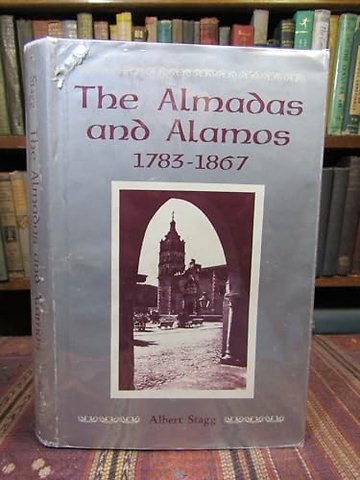 The Almadas
and Alamos
1783-1867
Albert Stagg
Stagg The Almadas and Alamos